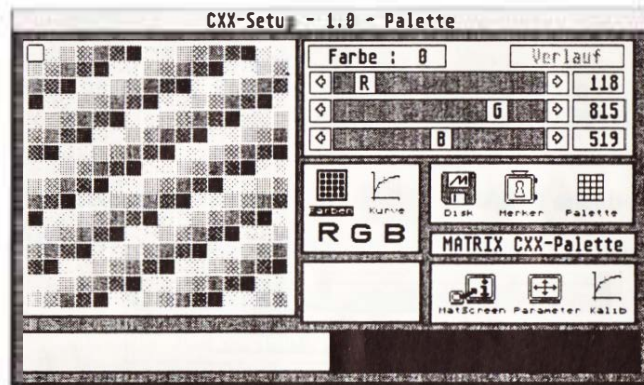 CXX-Setup - 1.0 - Palette
Farbe : 0
Verlauf
R 118
G 815
B 519
Farben Kurve
RGB
Disk Merker Palette
MATRIX CXX-Palette
MatScreen Parameter Kalib